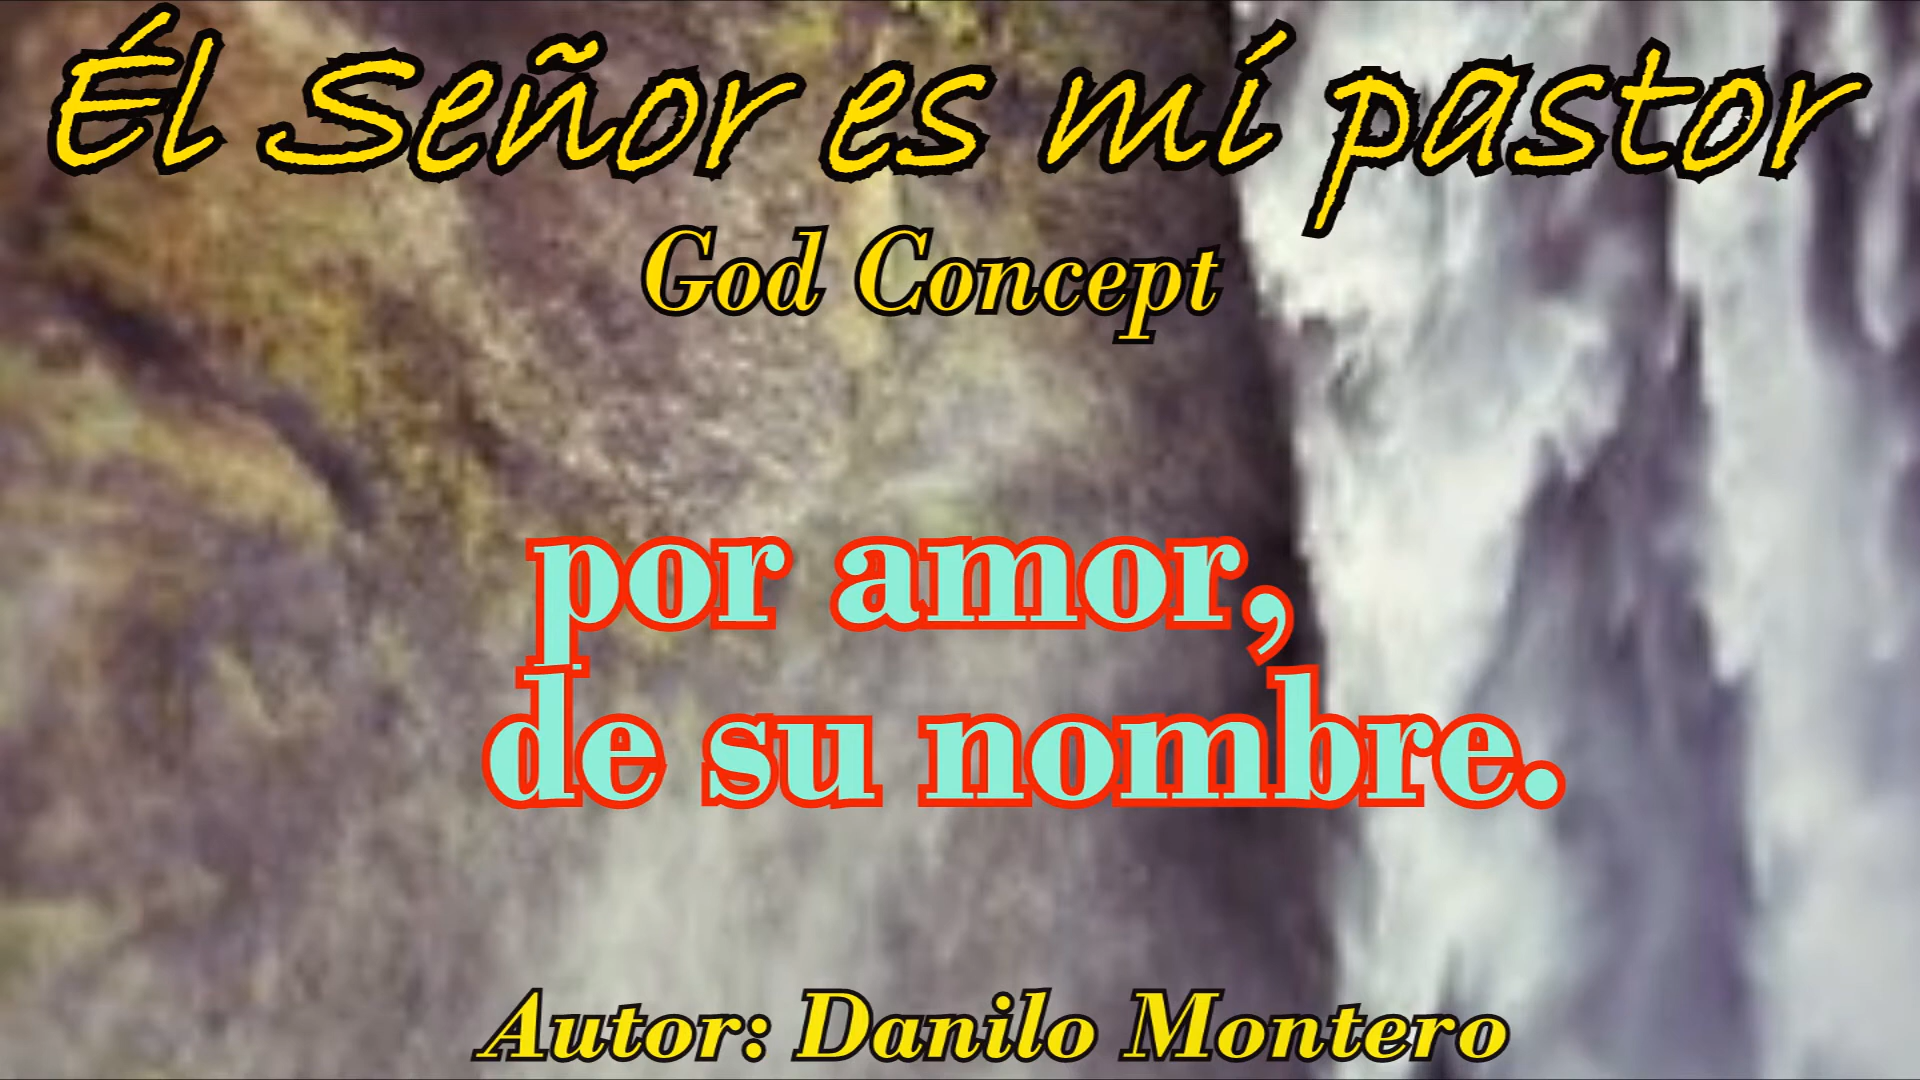 Él Señor es mí pastor
God Concept
por amor,
de su nombre.
Autor: Danilo Montero